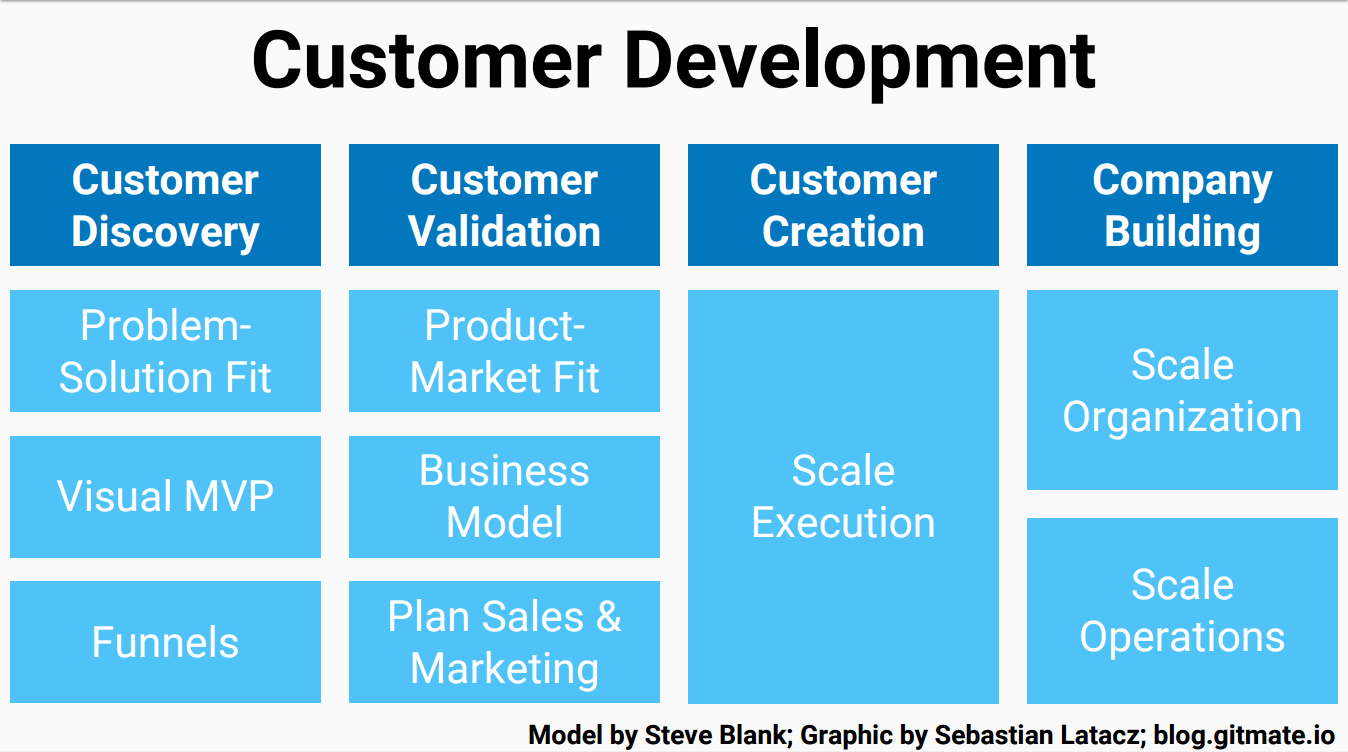 Customer Development
Customer
Discovery
Problem-
Solution Fit
Visual MVP
Funnels
Customer
Validation
Product-
Market Fit
Business
Model
Plan Sales &
Marketing
Customer
Creation
Scale
Execution
Company
Building
Scale
Organization
Scale
Operations
Model by Steve Blank; Graphic by Sebastian Latacz; blog.gitmate.io